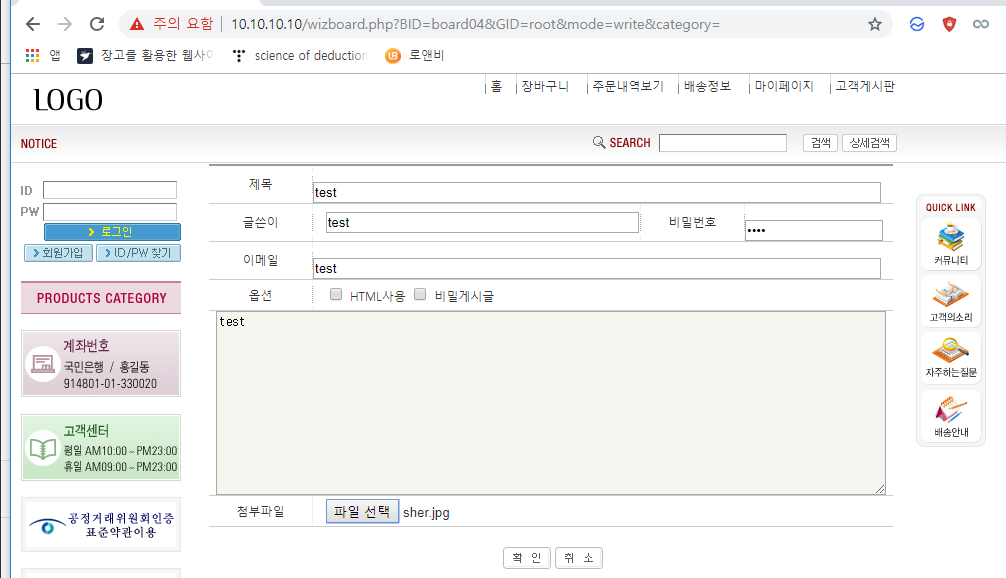 주의 요함 10.10.10.10/wizboard.php?BID=board04&GID=root&mode=write&category=
앱 장고를 활용한 웹사이 science of deduction 로앤비
LOGO
홈 장바구니 주문내역보기 배송정보 마이페이지 고객게시판
NOTICE
SEARCH 검색 상세검색
ID
PW
로그인
회원가입 ID/PW 찾기
PRODUCTS CATEGORY
계좌번호
국민은행 / 홍길동
914801-01-330020
고객센터
평일 AM10:00 ~ PM23:00
휴일 AM09:00 ~ PM23:00
공정거래위원회인증
표준약관이용
제목 test
글쓴이 test 비밀번호 ••••
이메일 test
옵션 HTML사용 비밀게시글
test
첨부파일 파일 선택 sher.jpg
확 인 취 소
QUICK LINK
커뮤니티
고객의소리
자주하는질문
배송안내